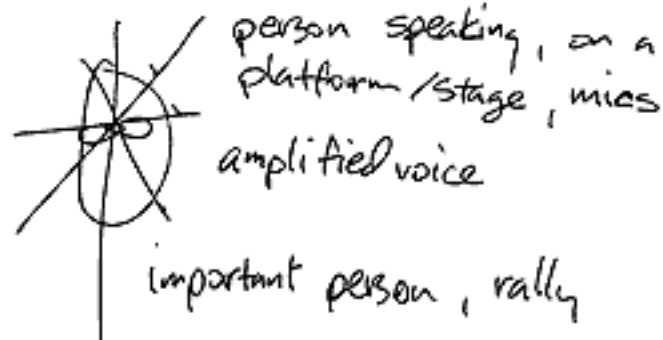 person speaking, on a
platform/stage, mics
amplified voice
important person, rally